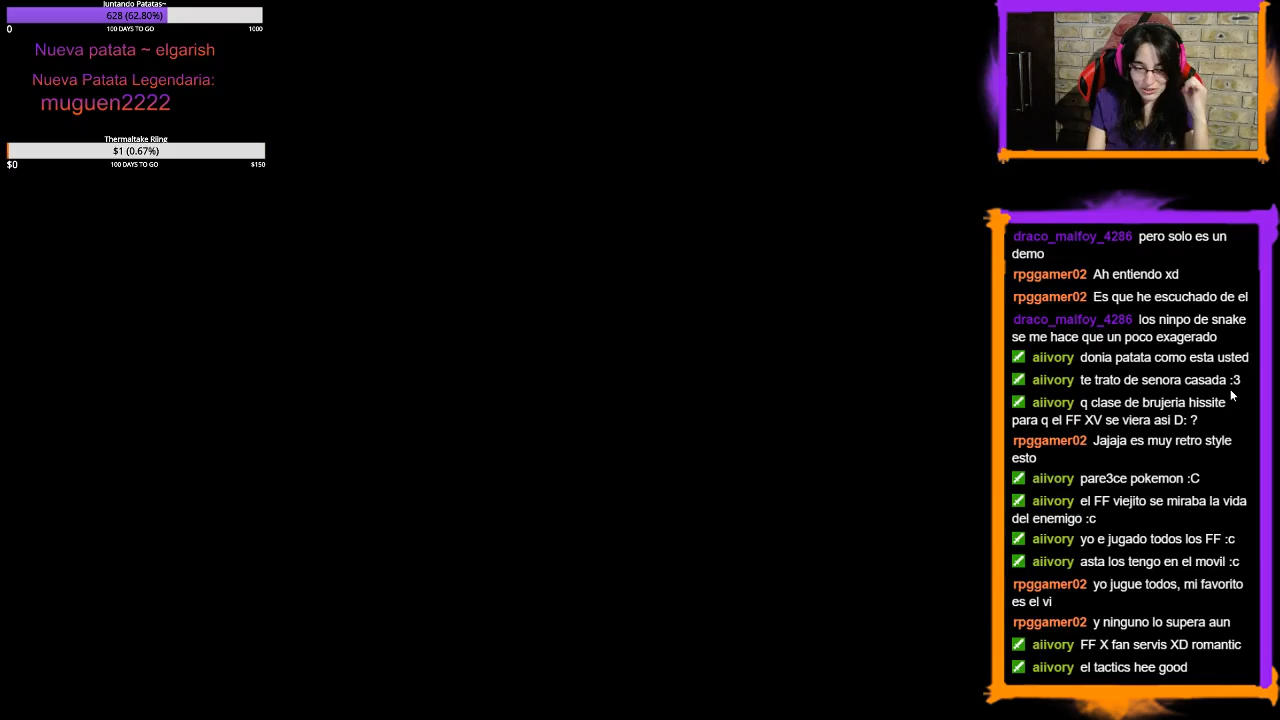 Juntando Patatas~
628 (62.80%)
0 100 DAYS TO GO 1000
Nueva patata ~ elgarish
Nueva Patata Legendaria:
muguen2222
Thermaltake Riing
$1 (0.67%)
$0 100 DAYS TO GO $150
draco_malfoy_4286 pero solo es un
demo
rpggamer02 Ah entiendo xd
rpggamer02 Es que he escuchado de el
draco_malfoy_4286 los ninpo de snake
se me hace que un poco exagerado
aiivory donia patata como esta usted
aiivory te trato de senora casada :3
aiivory q clase de brujeria hissite
para q el FF XV se viera asi D: ?
rpggamer02 Jajaja es muy retro style
esto
aiivory pare3ce pokemon :C
aiivory el FF viejito se miraba la vida
del enemigo :c
aiivory yo e jugado todos los FF :c
aiivory asta los tengo en el movil :c
rpggamer02 yo jugue todos, mi favorito
es el vi
rpggamer02 y ninguno lo supera aun
aiivory FF X fan servis XD romantic
aiivory el tactics hee good